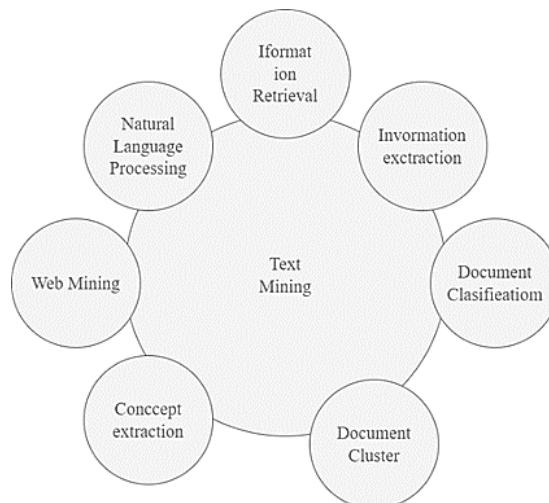 Iformat
ion
Retrieval
Natural
Language
Processing
Invormation
exctraction
Web Mining
Text
Mining
Document
Clasifieatiom
Conccept
extraction
Document
Cluster